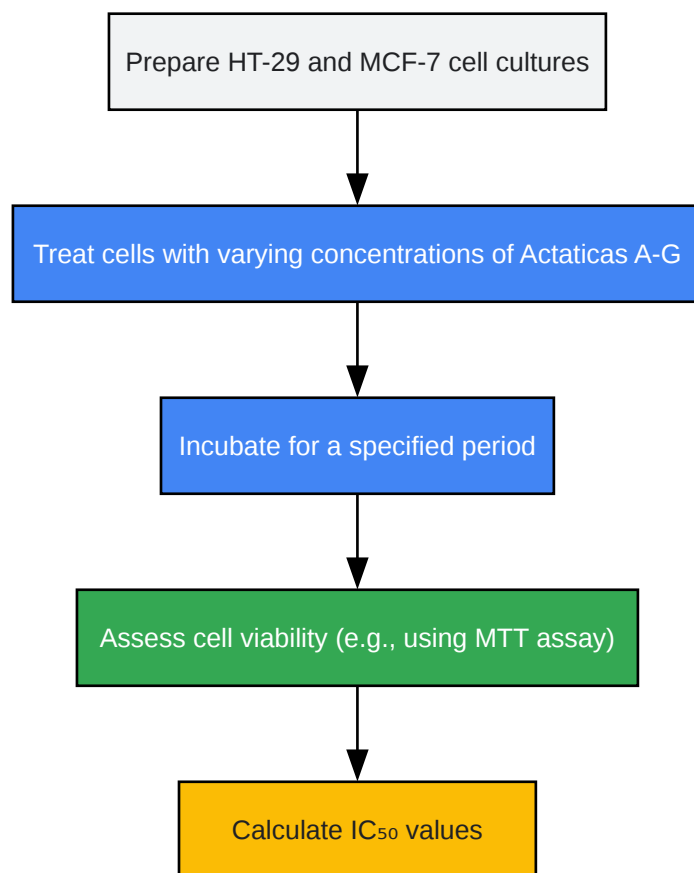 Prepare HT-29 and MCF-7 cell cultures
Treat cells with varying concentrations of Actaticas A-G
Incubate for a specified period
Assess cell viability (e.g., using MTT assay)
Calculate IC₅₀ values